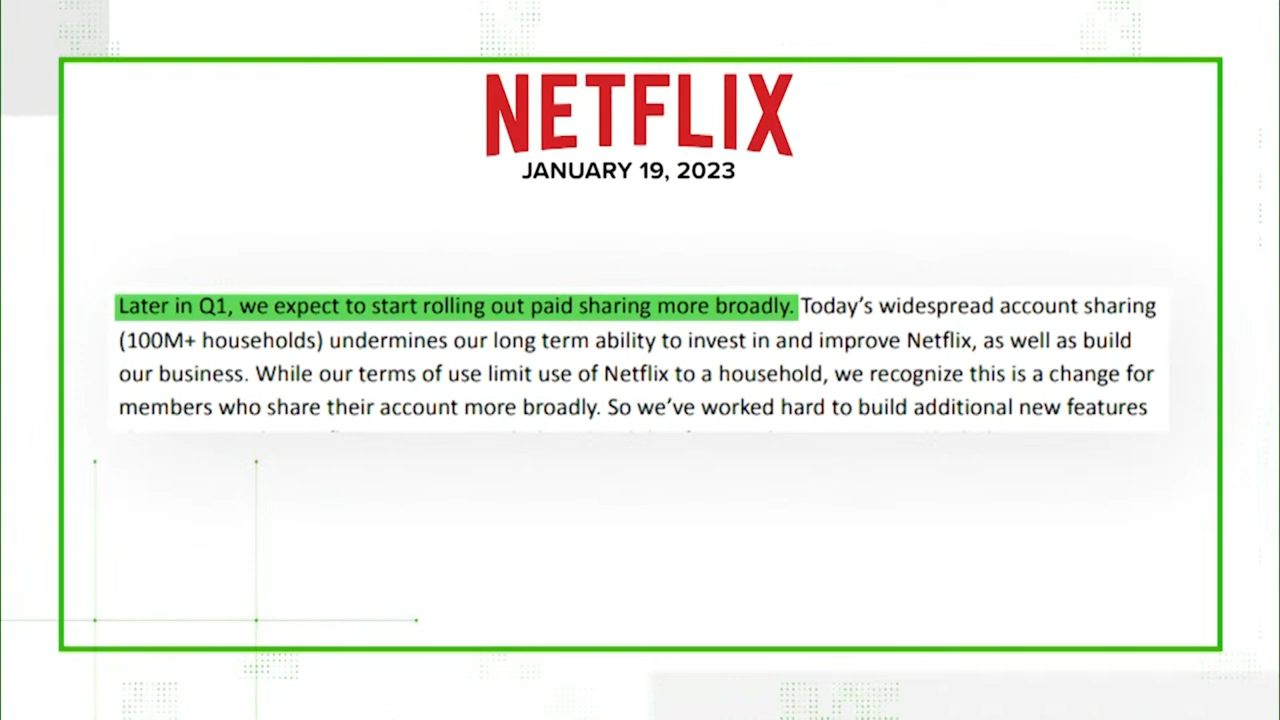 NETFLIX
JANUARY 19, 2023
Later in Q1, we expect to start rolling out paid sharing more broadly. Today’s widespread account sharing
(100M+ households) undermines our long term ability to invest in and improve Netflix, as well as build
our business. While our terms of use limit use of Netflix to a household, we recognize this is a change for
members who share their account more broadly. So we’ve worked hard to build additional new features